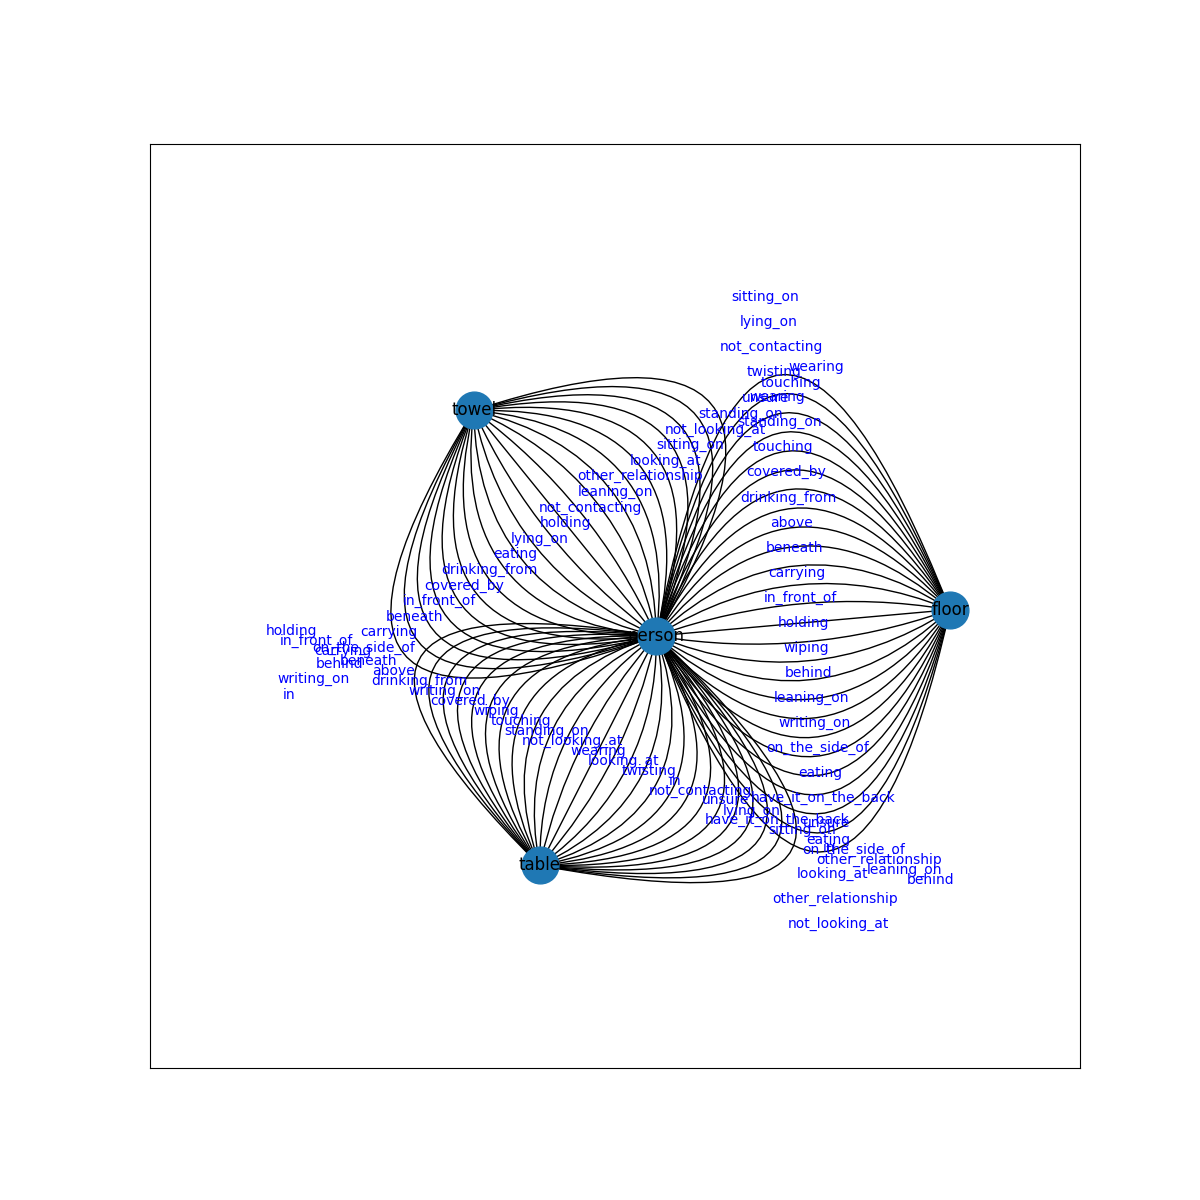 sitting_on
lying_on
not_contacting
wearing
twisting
touching
wearing
unsure
towel
standing_on
standing_on
not_looking_at
sitting_on
touching
looking_at
covered_by
other_relationship
leaning_on
drinking_from
not_contacting
holding
above
lying_on
beneath
eating
drinking_from
carrying
covered_by
in_front_of
in_front_of
floor
beneath
holding
holding
carrying
person
in_front_of
on_the_side_of
wiping
carrying
beneath
behind
above
behind
writing_on
drinking_from
writing_on
in
leaning_on
covered_by
wiping
touching
writing_on
standing_on
not_looking_at
on_the_side_of
wearing
looking_at
twisting
eating
in
not_contacting
have_it_on_the_back
unsure
lying_on
have_it_on_the_back
unsure
sitting_on
eating
in
on_the_side_of
other_relationship
table
leaning_on
looking_at
behind
other_relationship
not_looking_at